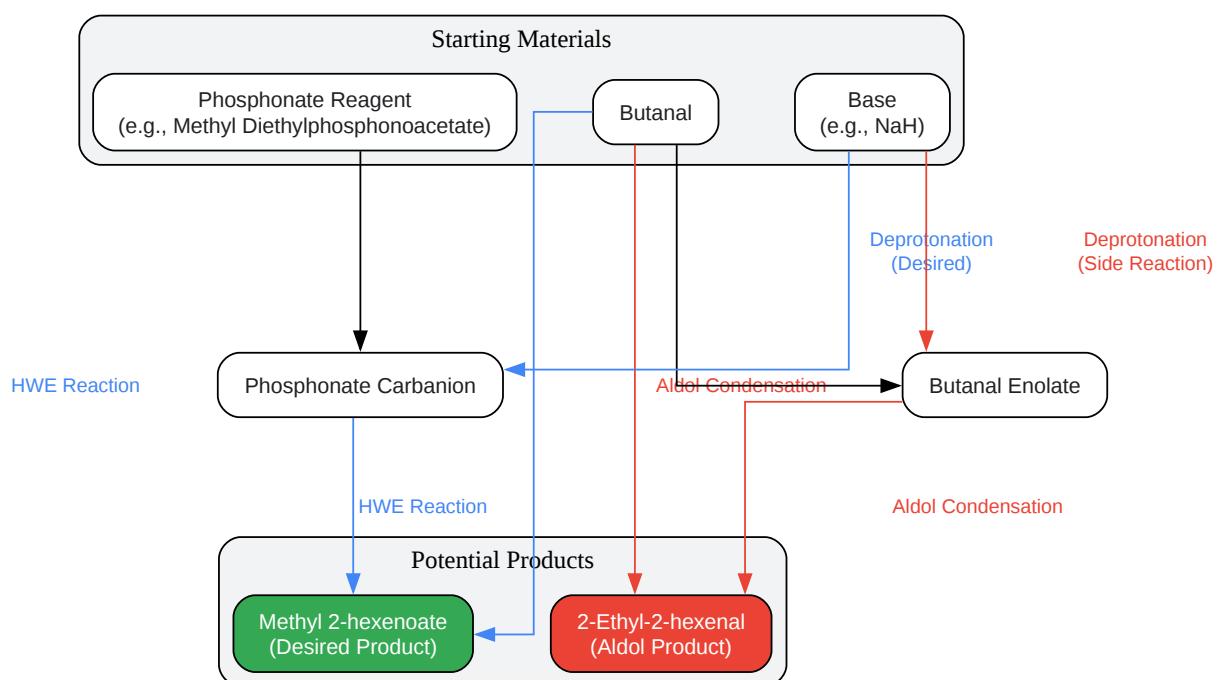 Starting Materials
Phosphonate Reagent
(e.g., Methyl Diethylphosphonoacetate)
Butanal
Base
(e.g., NaH)
Deprotonation
(Desired)
Deprotonation
(Side Reaction)
HWE Reaction
Phosphonate Carbanion
Aldol Condensation
Butanal Enolate
HWE Reaction
Aldol Condensation
Potential Products
Methyl 2-hexenoate
(Desired Product)
2-Ethyl-2-hexenal
(Aldol Product)